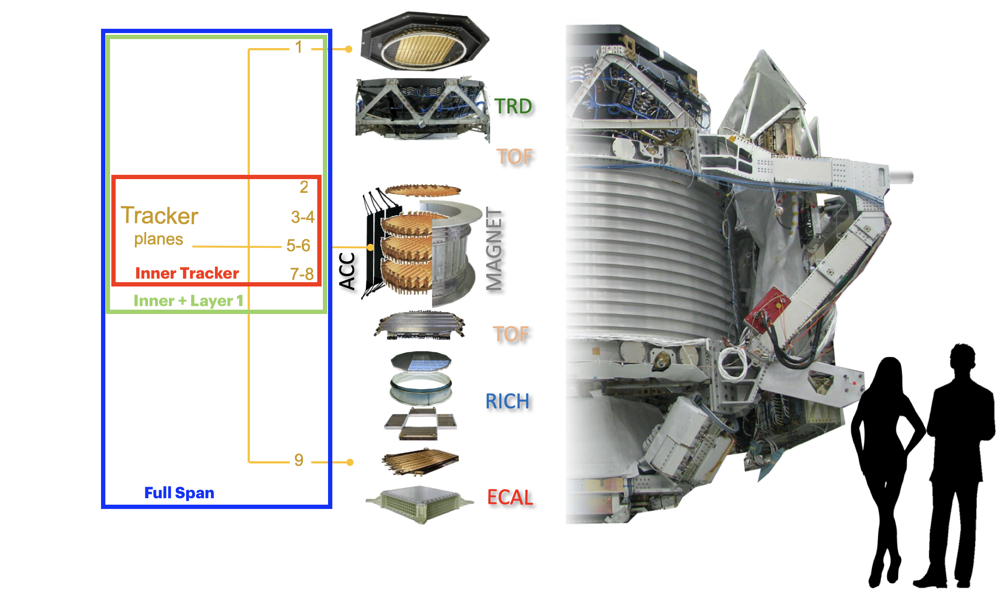 1
TRD
TOF
2
Tracker
3-4
planes
5-6
Inner Tracker
7-8
ACC
MAGNET
Inner + Layer 1
TOF
RICH
9
Full Span
ECAL